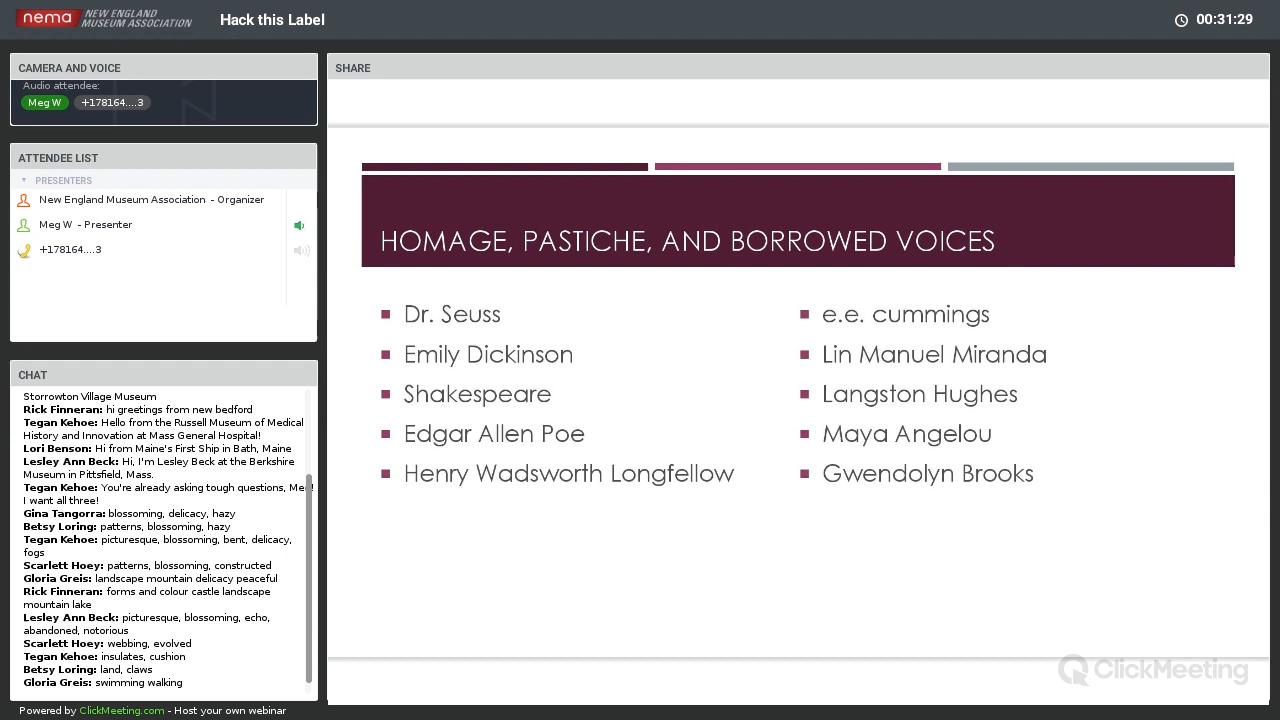 nema NEW ENGLAND
MUSEUM ASSOCIATION
Hack this Label
00:31:29
CAMERA AND VOICE
Audio attendee:
Meg W
+178164....3
ATTENDEE LIST
PRESENTERS
New England Museum Association - Organizer
Meg W - Presenter
+178164....3
CHAT
Storrowton Village Museum
Rick Finneran: hi greetings from new bedford
Tegan Kehoe: Hello from the Russell Museum of Medical
History and Innovation at Mass General Hospital!
Lori Benson: Hi from Maine's First Ship in Bath, Maine
Lesley Ann Beck: Hi, I'm Lesley Beck at the Berkshire
Museum in Pittsfield, Mass.
Tegan Kehoe: You're already asking tough questions, Meg!
I want all three!
Gina Tangorra: blossoming, delicacy, hazy
Betsy Loring: patterns, blossoming, hazy
Tegan Kehoe: picturesque, blossoming, bent, delicacy,
fogs
Scarlett Hoey: patterns, blossoming, constructed
Gloria Greis: landscape mountain delicacy peaceful
Rick Finneran: forms and colour castle landscape
mountain lake
Lesley Ann Beck: picturesque, blossoming, echo,
abandoned, notorious
Scarlett Hoey: webbing, evolved
Tegan Kehoe: insulates, cushion
Betsy Loring: land, claws
Gloria Greis: swimming walking
Powered by ClickMeeting.com - Host your own webinar
SHARE
HOMAGE, PASTICHE, AND BORROWED VOICES
Dr. Seuss
Emily Dickinson
Shakespeare
Edgar Allen Poe
Henry Wadsworth Longfellow
e.e. cummings
Lin Manuel Miranda
Langston Hughes
Maya Angelou
Gwendolyn Brooks
ClickMeeting